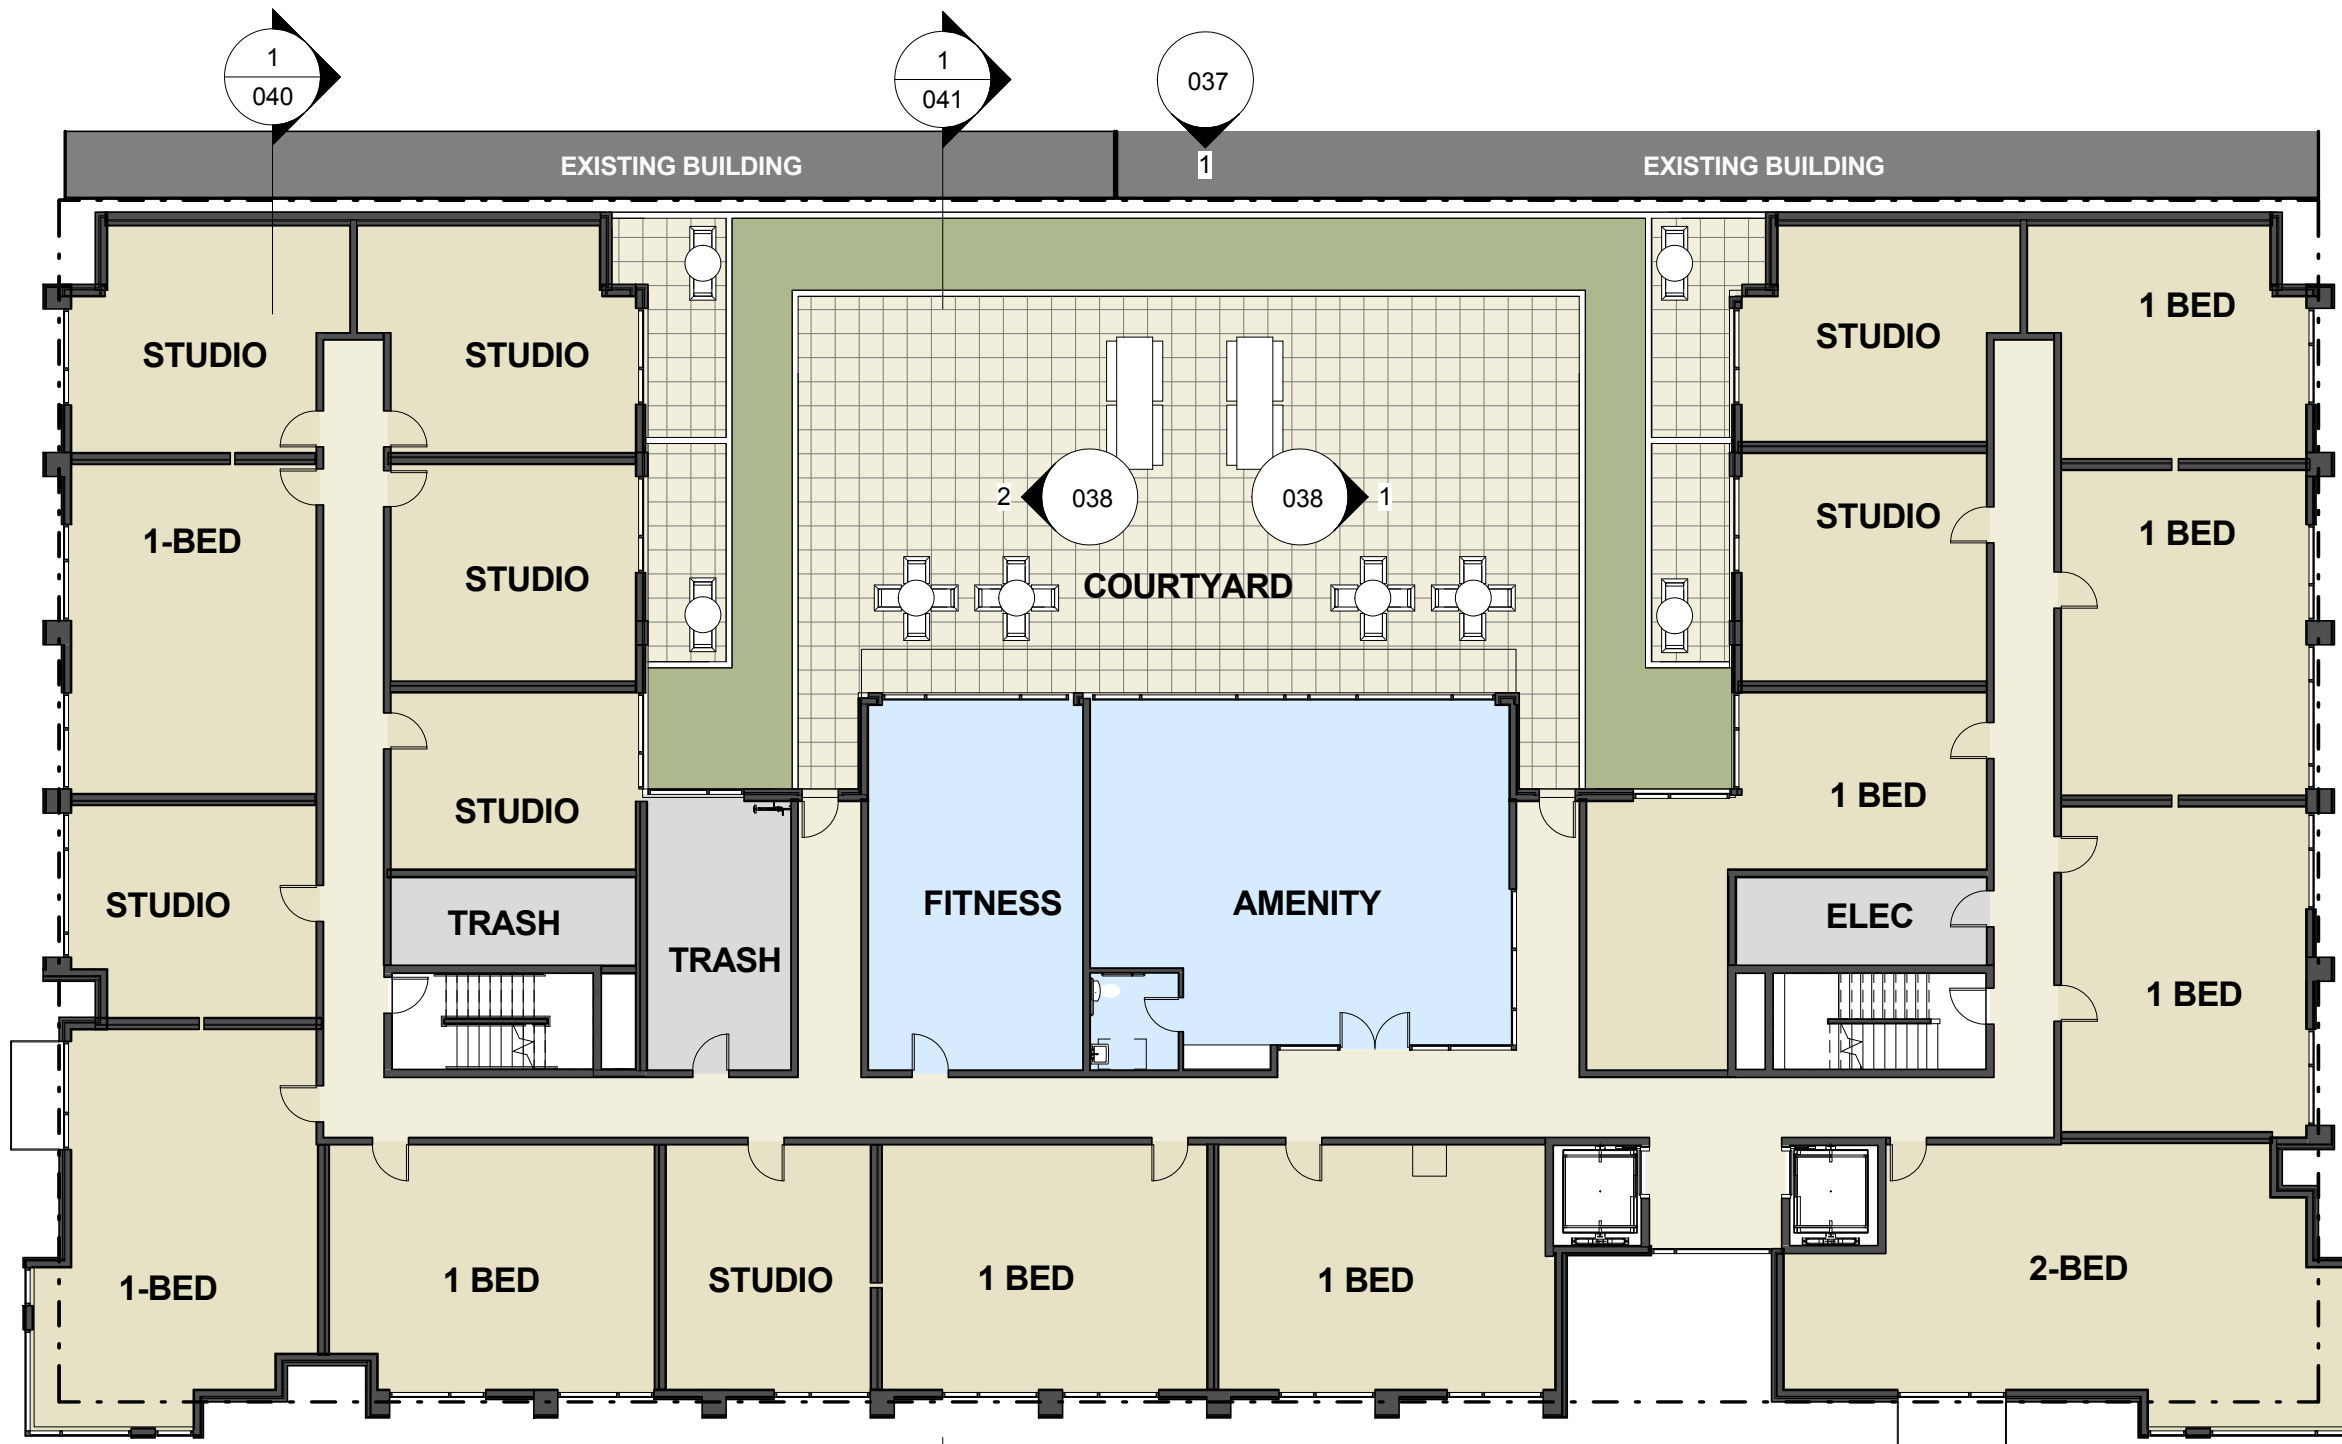 1
040
1
041
037
1
EXISTING BUILDING
EXISTING BUILDING
STUDIO
STUDIO
STUDIO
1 BED
1-BED
STUDIO
2
038
038
1
STUDIO
1 BED
COURTYARD
STUDIO
1 BED
STUDIO
TRASH
TRASH
FITNESS
AMENITY
ELEC
1 BED
1-BED
1 BED
STUDIO
1 BED
1 BED
2-BED